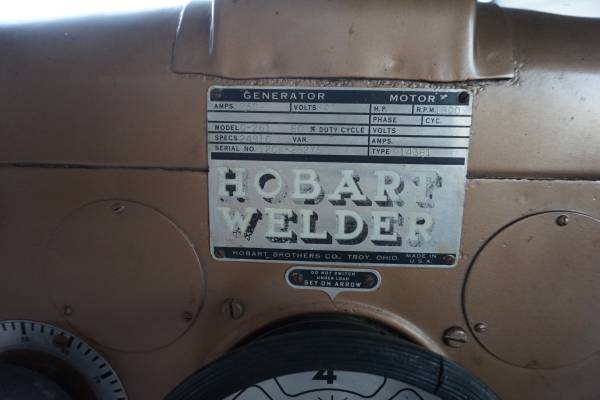 GENERATOR MOTOR
AMPS. VOLTS H.P. R.P.M. 1800
PHASE CYC.
MODEL % DUTY CYCLE VOLTS
SPECS. VAR. AMPS.
SERIAL NO. TYPE
HOBART
WELDER
HOBART BROTHERS CO., TROY, OHIO. MADE IN U.S.A.
DO NOT SWITCH
UNDER LOAD
SET ON ARROW
4